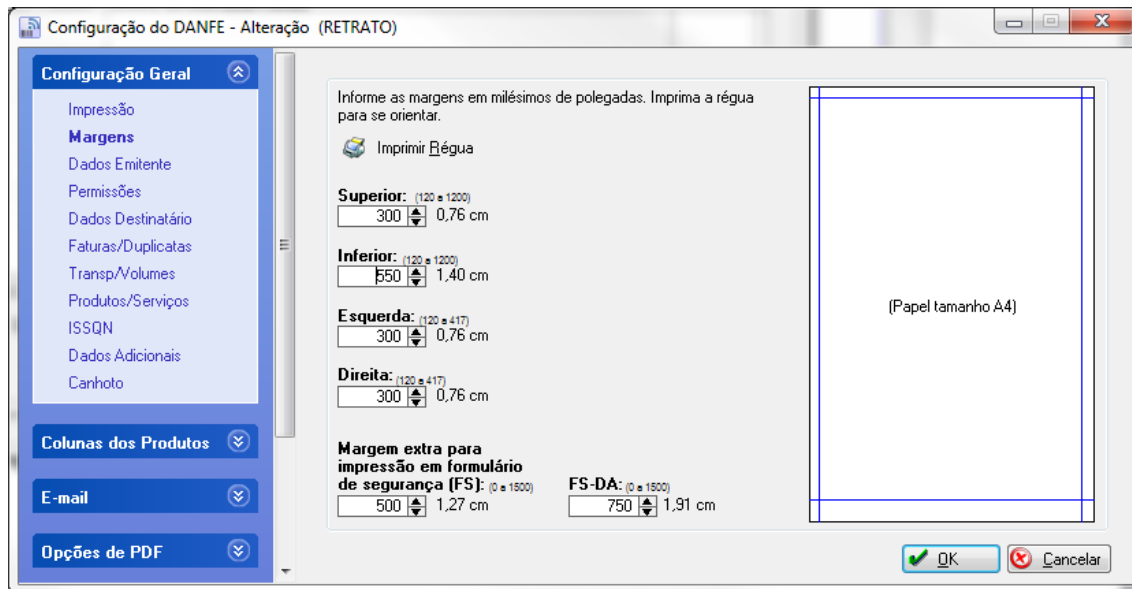 Configuração do DANFE - Alteração (RETRATO)
Configuração Geral
Impressão
Margens
Dados Emitente
Permissões
Dados Destinatário
Faturas/Duplicatas
Transp/Volumes
Produtos/Serviços
ISSQN
Dados Adicionais
Canhoto
Colunas dos Produtos
E-mail
Opções de PDF
Informe as margens em milésimos de polegadas. Imprima a régua
para se orientar.
Imprimir Régua
Superior: (120 a 1200)
300 0,76 cm
Inferior: (120 a 1200)
550 1,40 cm
Esquerda: (120 a 417)
300 0,76 cm
Direita: (120 a 417)
300 0,76 cm
Margem extra para
impressão em formulário
de segurança (FS): (0 a 1500)
500 1,27 cm
FS-DA: (0 a 1500)
750 1,91 cm
(Papel tamanho A4)
OK
Cancelar